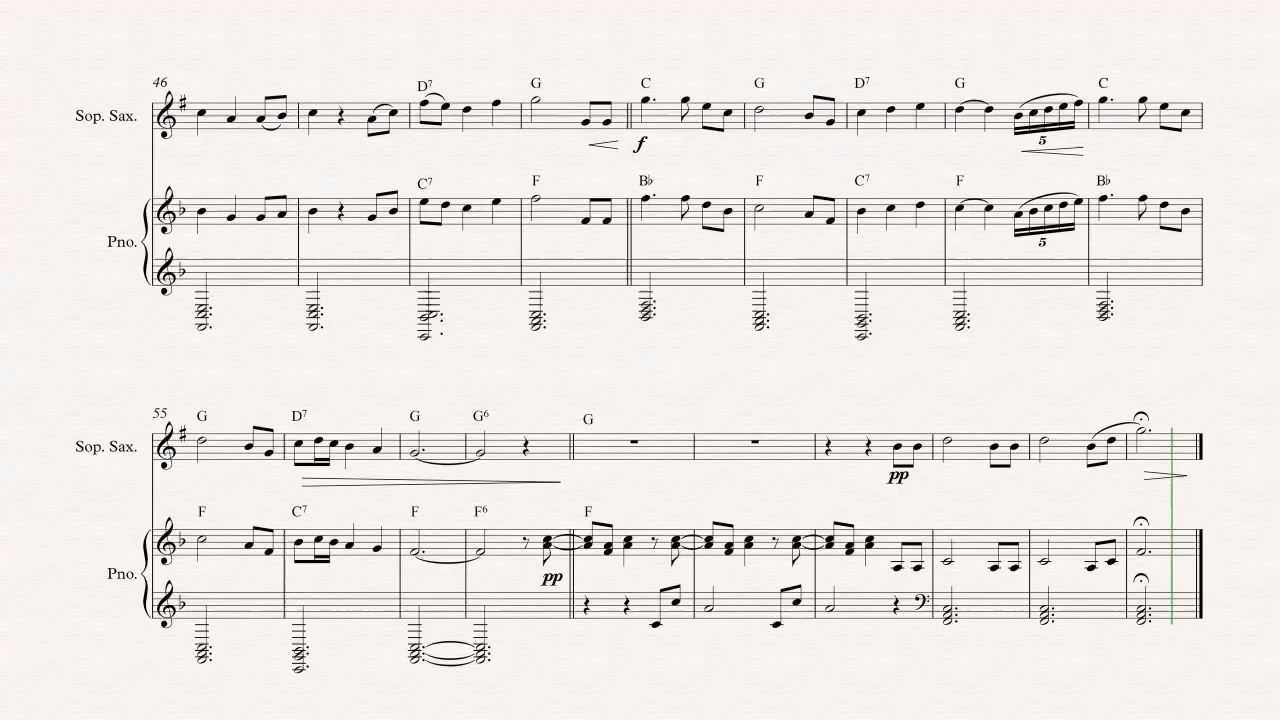 46
D7 G C G D7 G C
Sop. Sax.
f
5
C7 F B♭ F C7 F B♭
Pno.
5
55
G D7 G G6 G
Sop. Sax.
pp
F C7 F F6 F
Pno.
pp